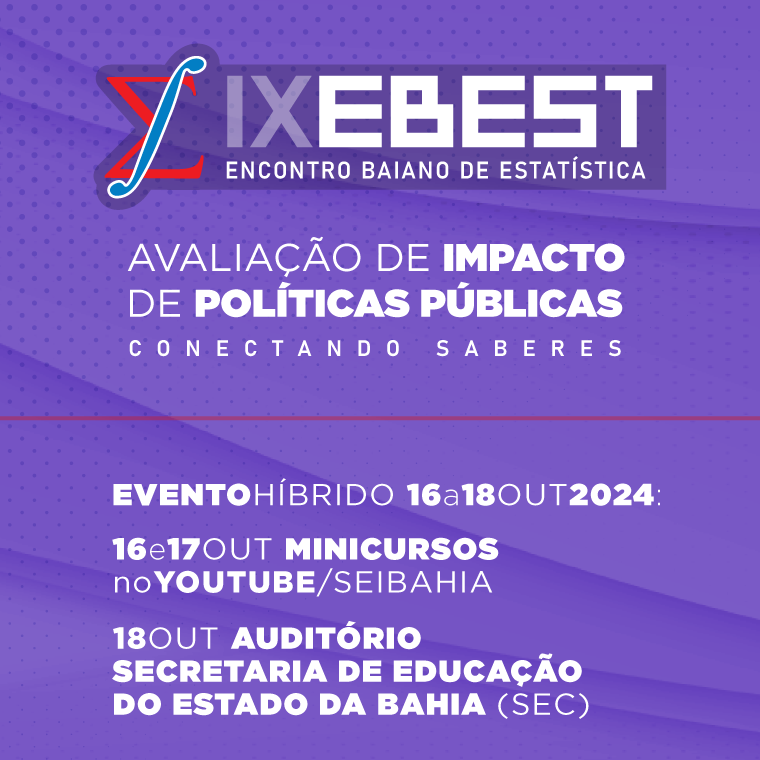 IXEBEST
ENCONTRO BAIANO DE ESTATÍSTICA
AVALIAÇÃO DE IMPACTO
DE POLÍTICAS PÚBLICAS
CONECTANDO SABERES
EVENTOHÍBRIDO 16a18OUT2024:
16e17OUT MINICURSOS
noYOUTUBE/SEIBAHIA
18OUT AUDITÓRIO
SECRETARIA DE EDUCAÇÃO
DO ESTADO DA BAHIA (SEC)